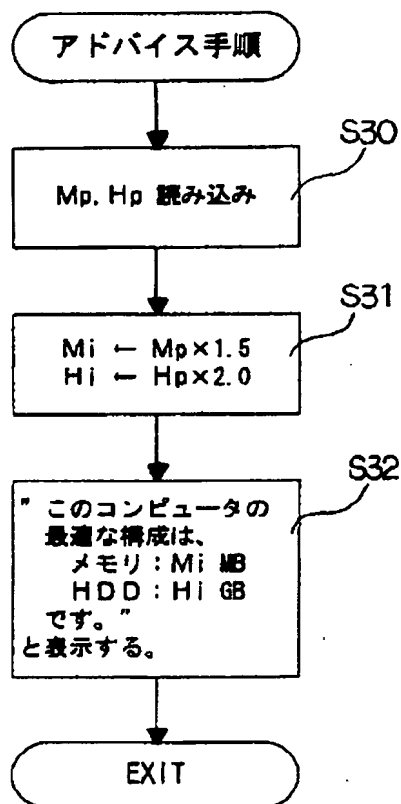 アドバイス手順
S30
Mp, Hp 読み込み
S31
Mi ← Mp×1.5
Hi ← Hp×2.0
S32
" このコンピュータの
最適な構成は、
メモリ：Mi MB
HDD：Hi GB
です。"
と表示する。
EXIT